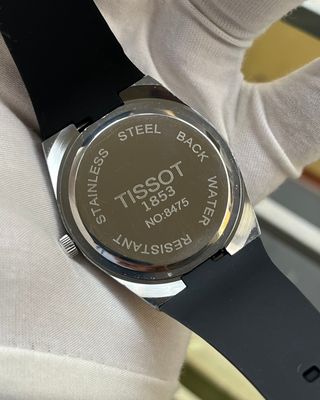 STAINLESS STEEL BACK WATER RESISTANT
TISSOT
1853
NO:8475